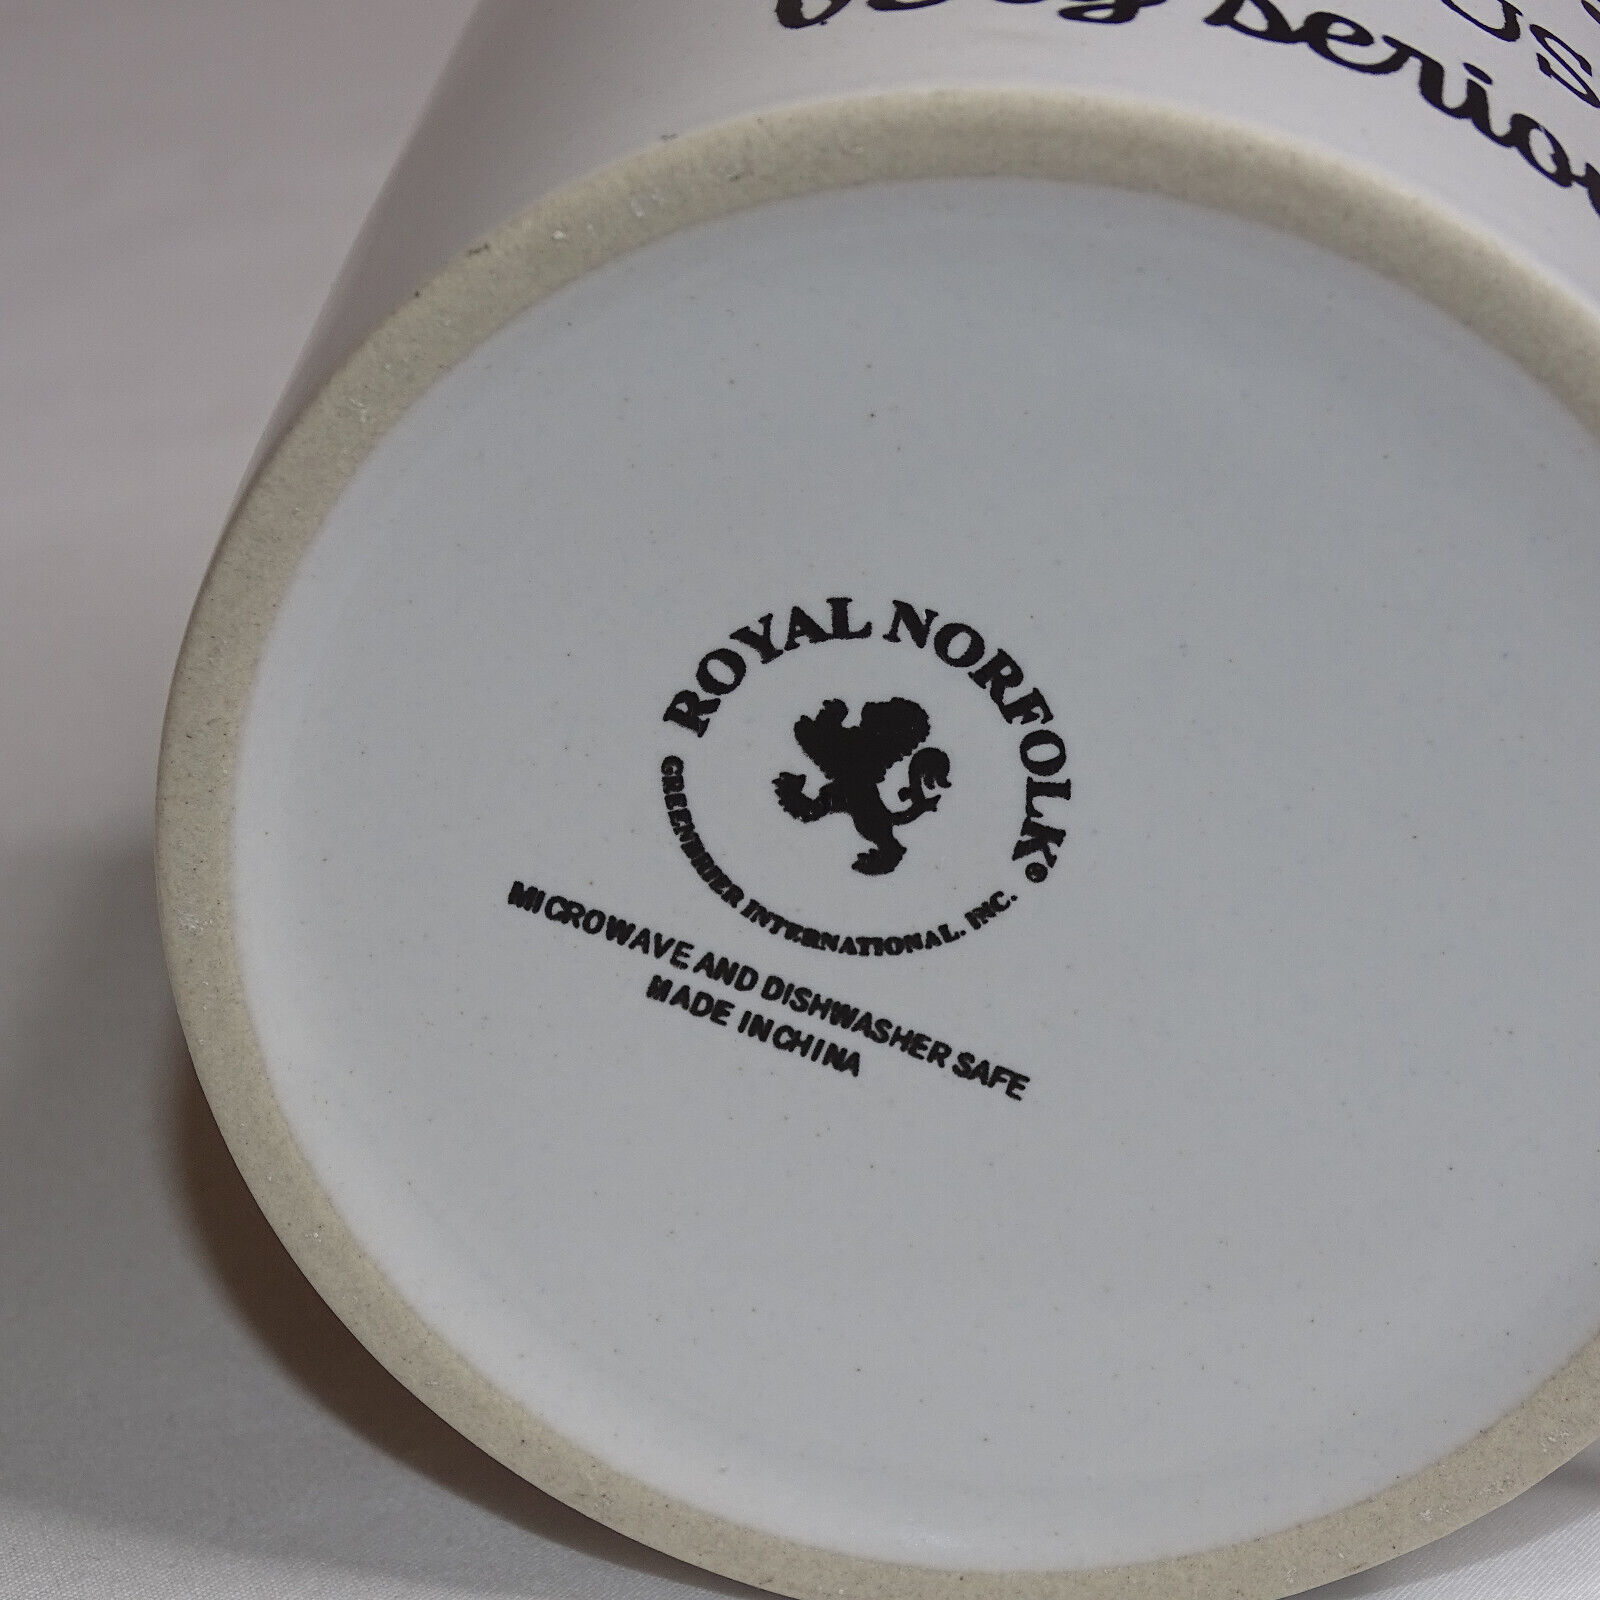 ROYAL NORFOLK®
GREENBRIER INTERNATIONAL, INC.
MICROWAVE AND DISHWASHER SAFE
MADE IN CHINA